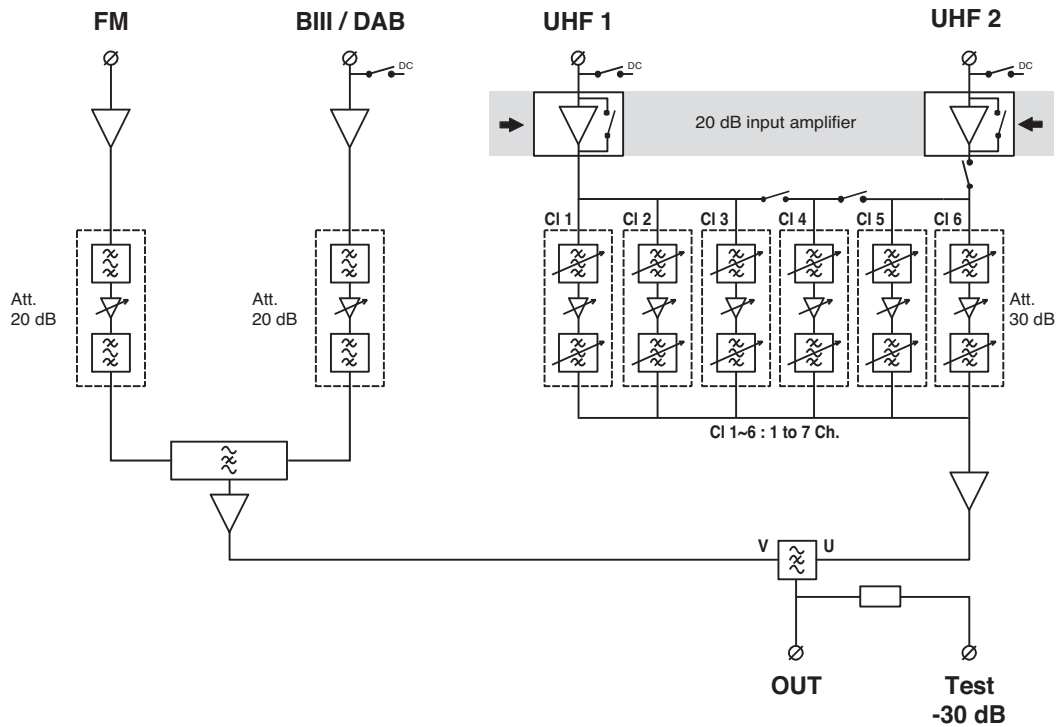 FM
BIII / DAB
UHF 1
UHF 2
DC
DC
DC
20 dB input amplifier
Cl 1
Cl 2
Cl 3
Cl 4
Cl 5
Cl 6
Att.
20 dB
Att.
20 dB
Att.
30 dB
Cl 1~6 : 1 to 7 Ch.
V
U
OUT
Test
-30 dB